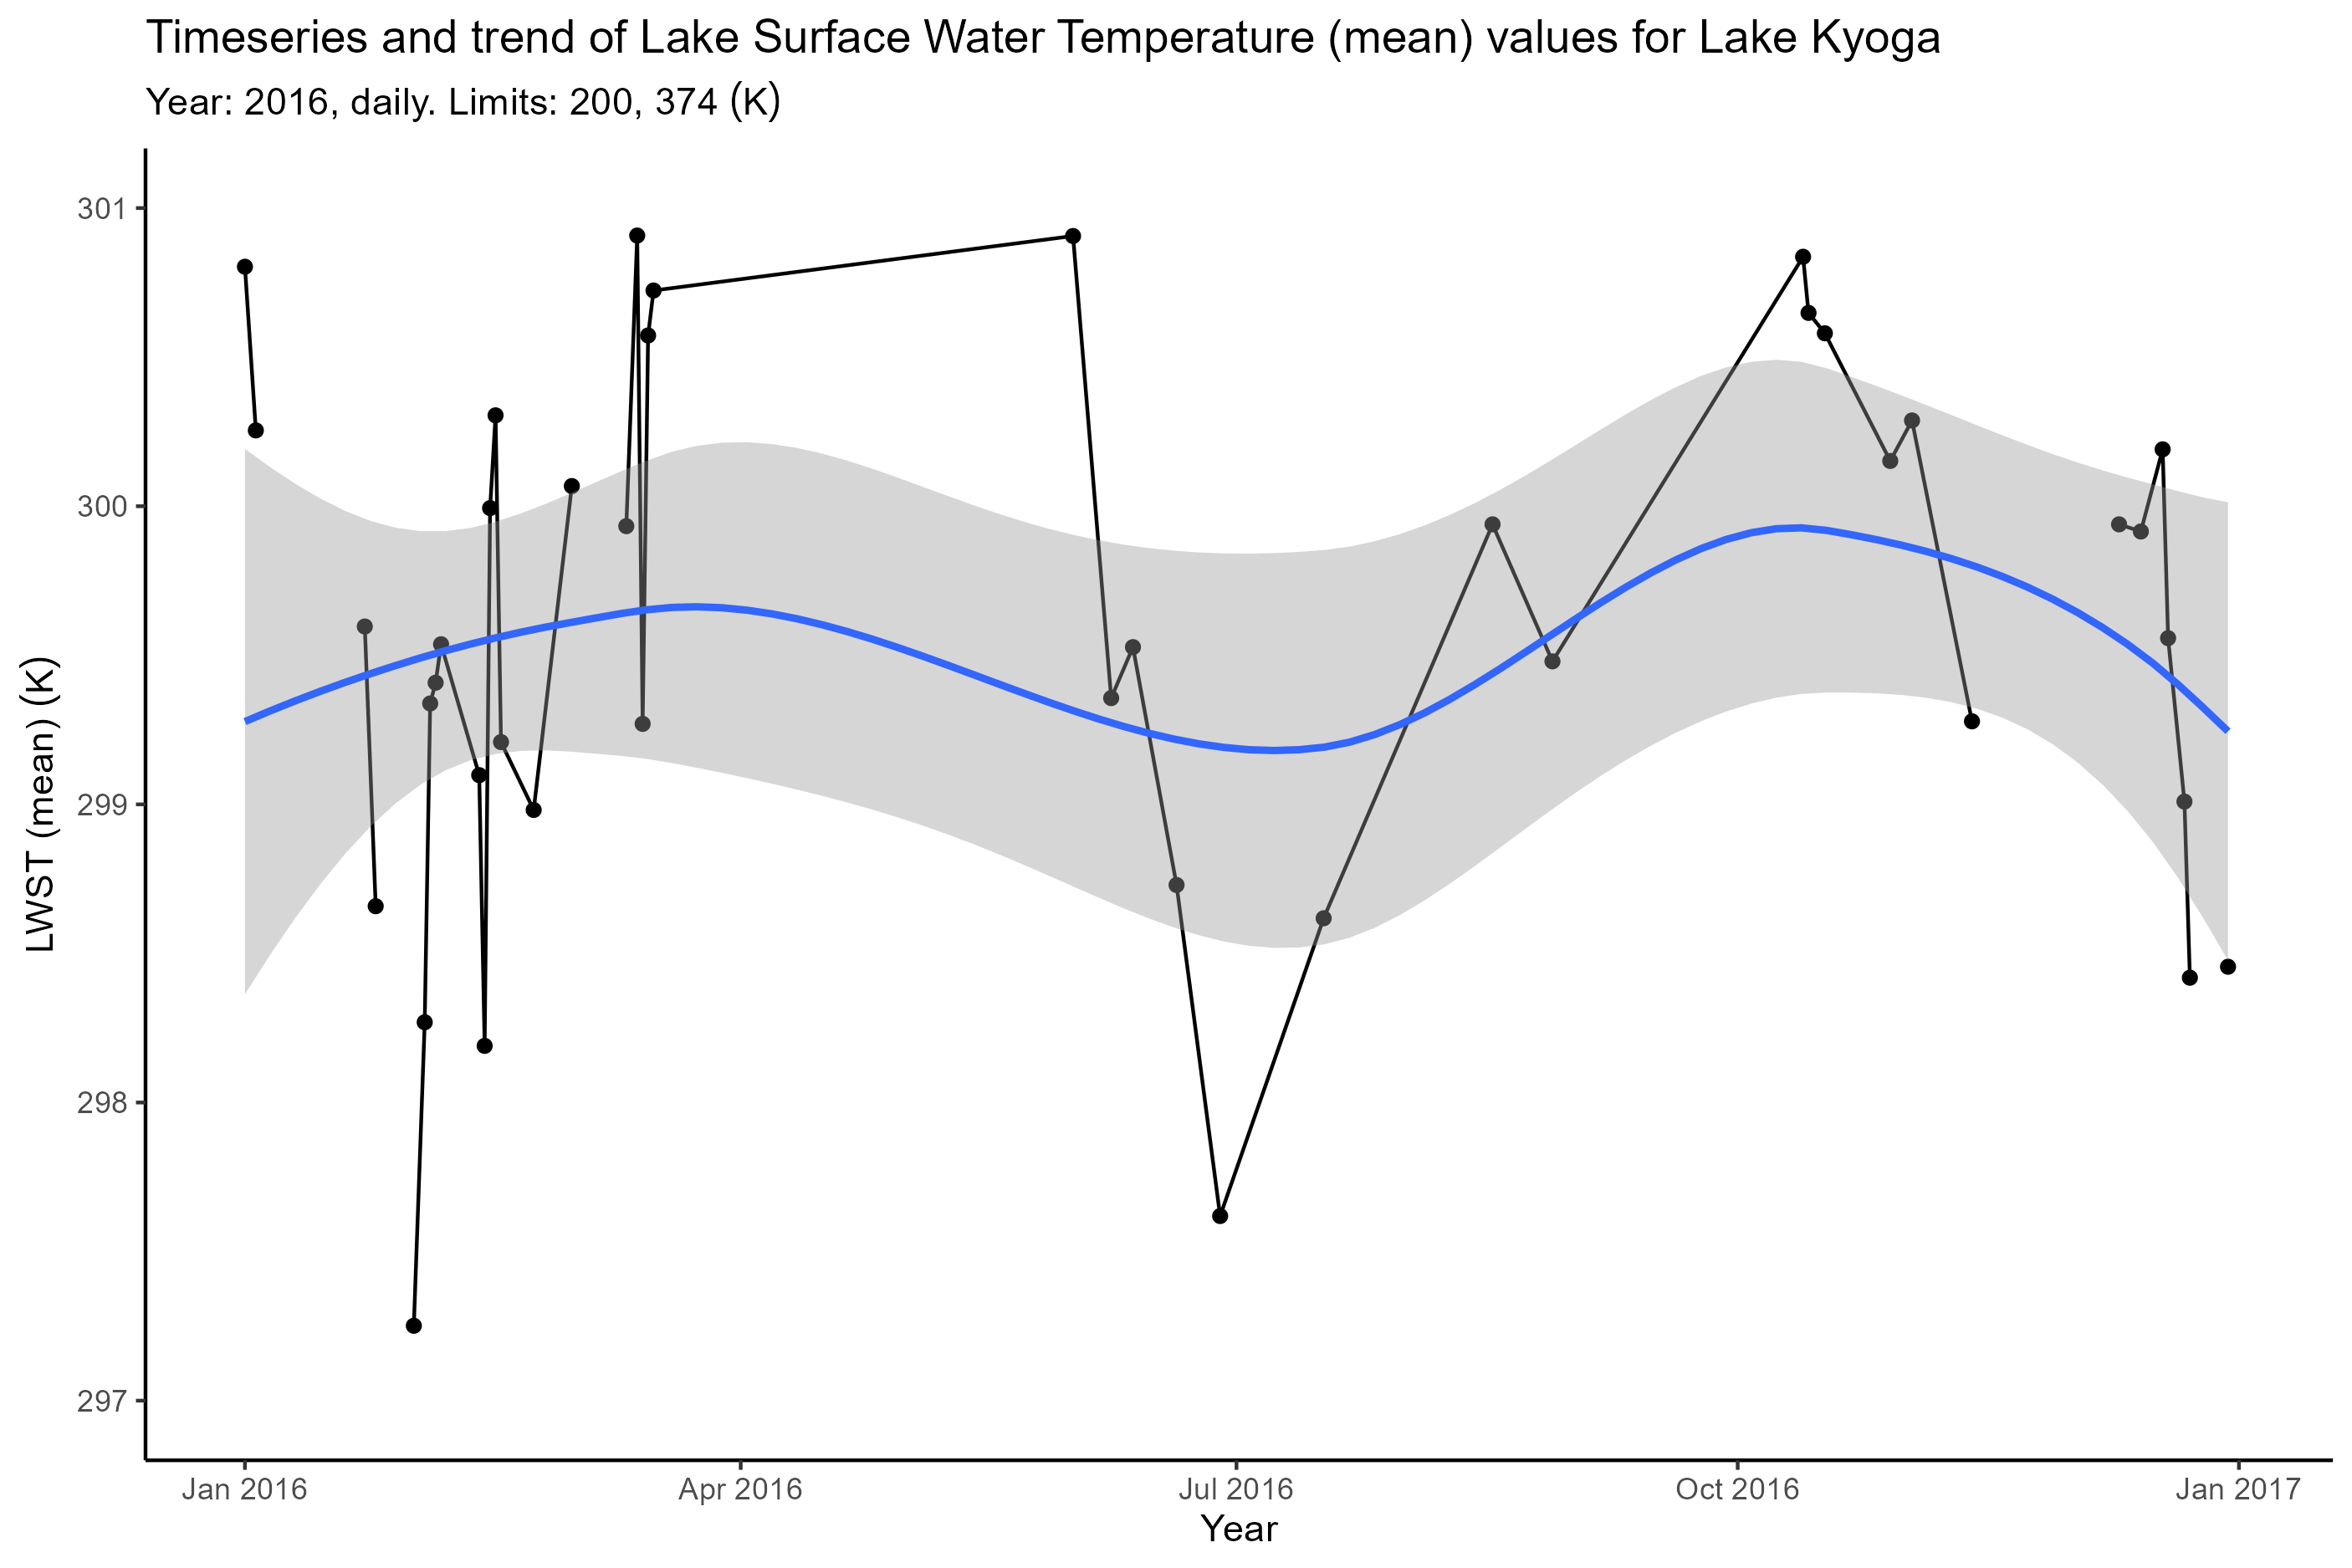 Timeseries and trend of Lake Surface Water Temperature (mean) values for Lake Kyoga
Year: 2016, daily. Limits: 200, 374 (K)
LWST (mean) (K)
301
300
299
298
297
Jan 2016
Apr 2016
Jul 2016
Oct 2016
Jan 2017
Year